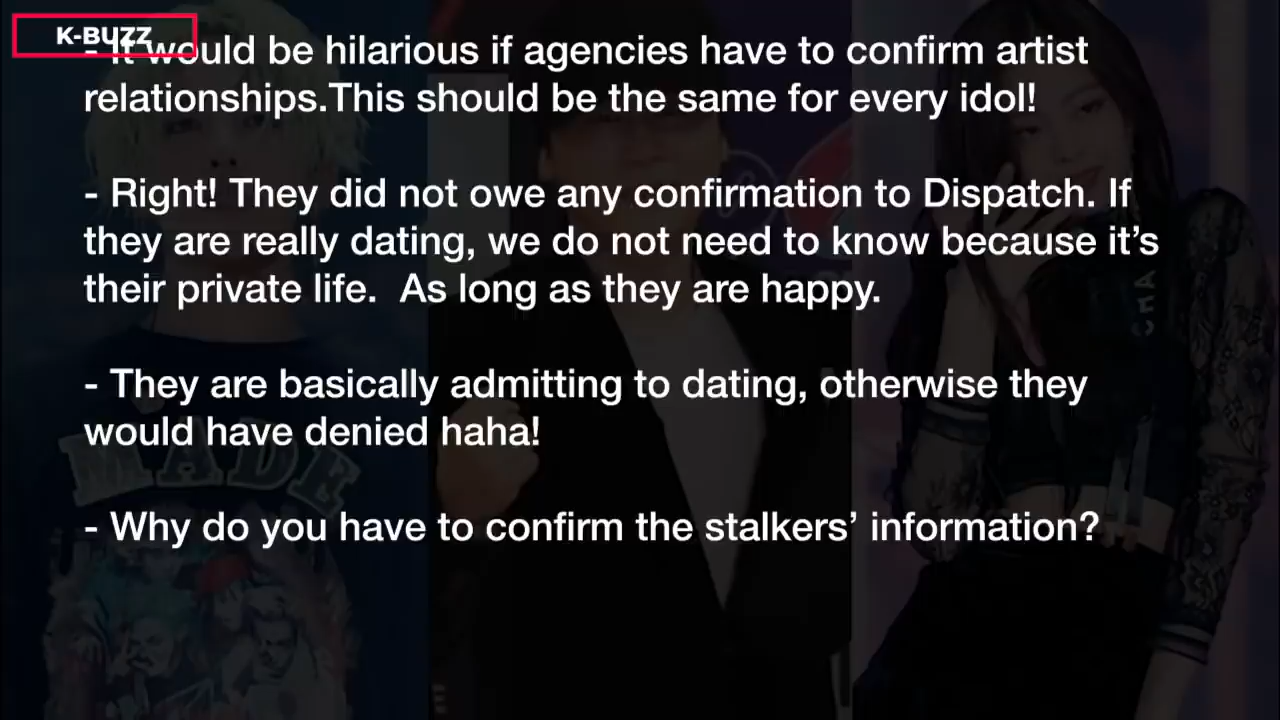 K-BUZZ
- It would be hilarious if agencies have to confirm artist
relationships.This should be the same for every idol!
- Right! They did not owe any confirmation to Dispatch. If
they are really dating, we do not need to know because it's
their private life.  As long as they are happy.
- They are basically admitting to dating, otherwise they
would have denied haha!
- Why do you have to confirm the stalkers' information?
MADE